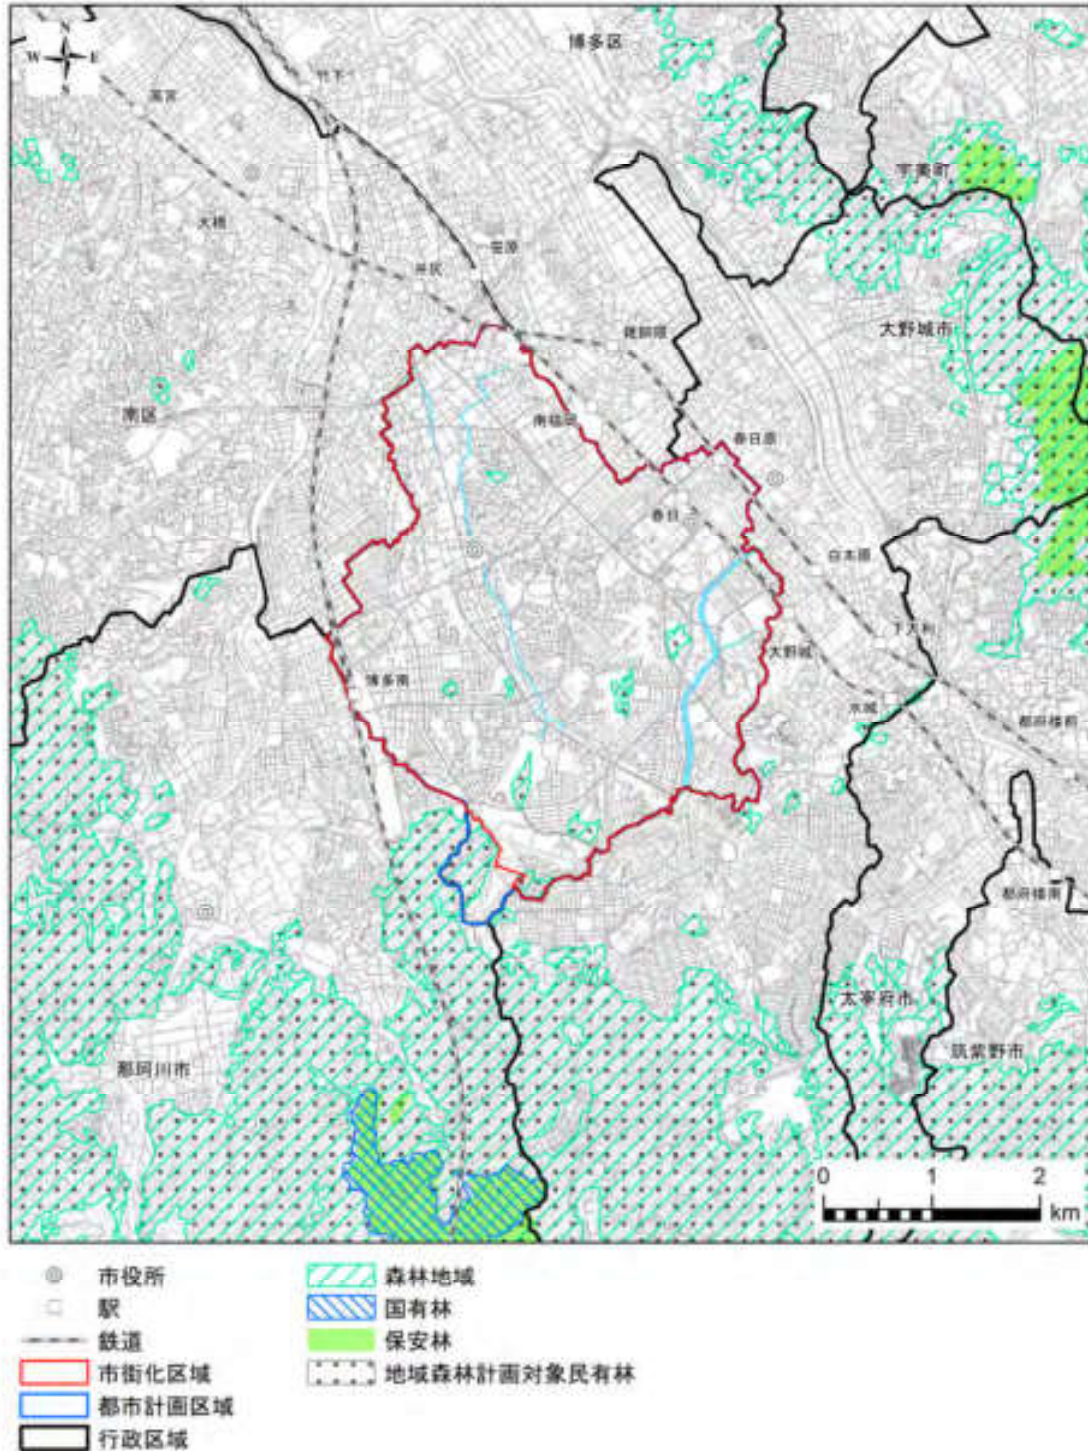 N
W E
S
博多区
竹下
高宮
宇美町
大橋
笹原
井尻
雑餉隈
大野城市
南区
南福岡
春日原
春日
白木原
下大利
大野城
博多南
水城
都府楼前
都府楼南
太宰府市
筑紫野市
那珂川市
0 1 2
km
市役所
駅
鉄道
市街化区域
都市計画区域
行政区域
森林地域
国有林
保安林
地域森林計画対象民有林